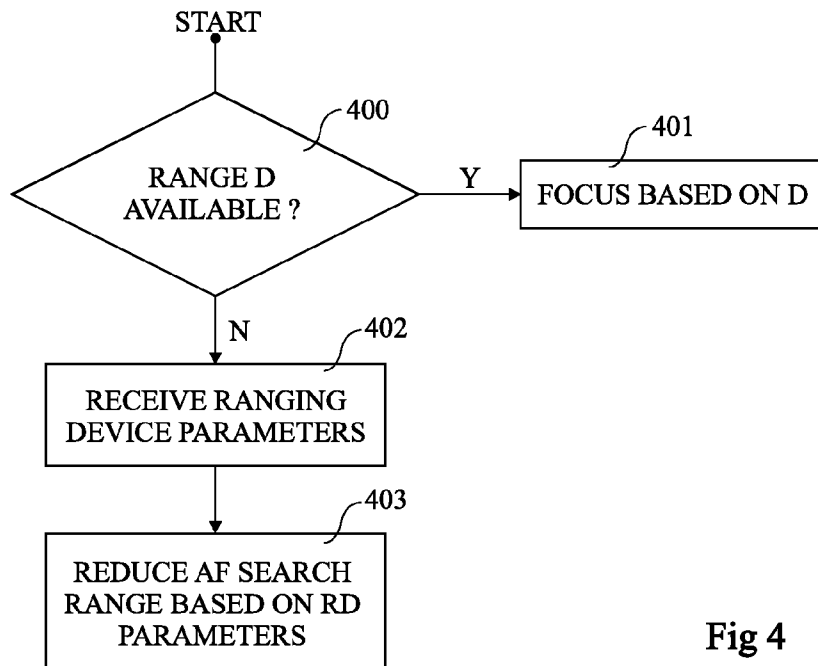 START
400
RANGE D
AVAILABLE ?
Y
401
FOCUS BASED ON D
N
402
RECEIVE RANGING
DEVICE PARAMETERS
403
REDUCE AF SEARCH
RANGE BASED ON RD
PARAMETERS
Fig 4